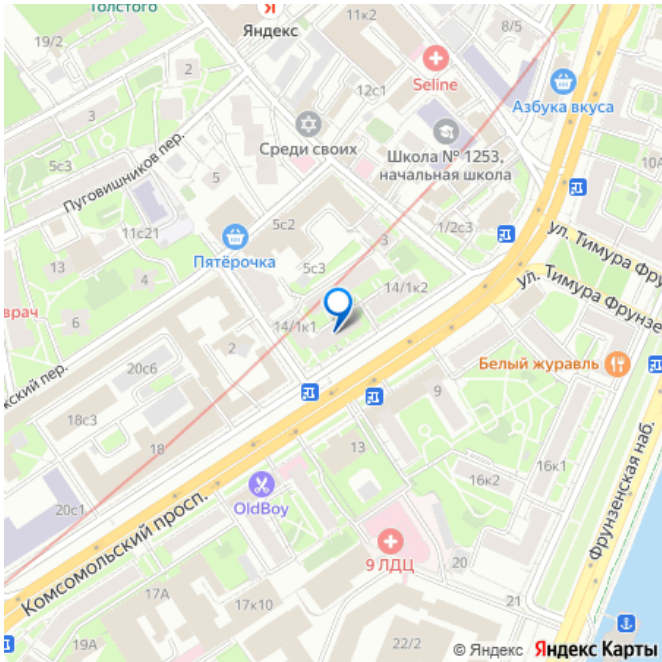 Толстого
Яндекс
19/2
11к2
8/5
2
12с1
Seline
Азбука вкуса
3
Среди своих
Школа № 1253,
начальная школа
10А
5с3
Пуговишников пер.
5
11с21
5с2
1/2с3
ул. Тимура Фру
Пятёрочка
3
13
4
5с3
14/1к2
ул. Тимура Фрунзе
врач
6
14/1к1
2
Белый журавль
20с6
жский пер.
9
18с3
18
13
16к1
16к2
20с1
OldBoy
Комсомольский просп.
Фрунзенская наб.
9 ЛДЦ
20
17А
17к10
21
19А
22/2
© Яндекс Яндекс Карты